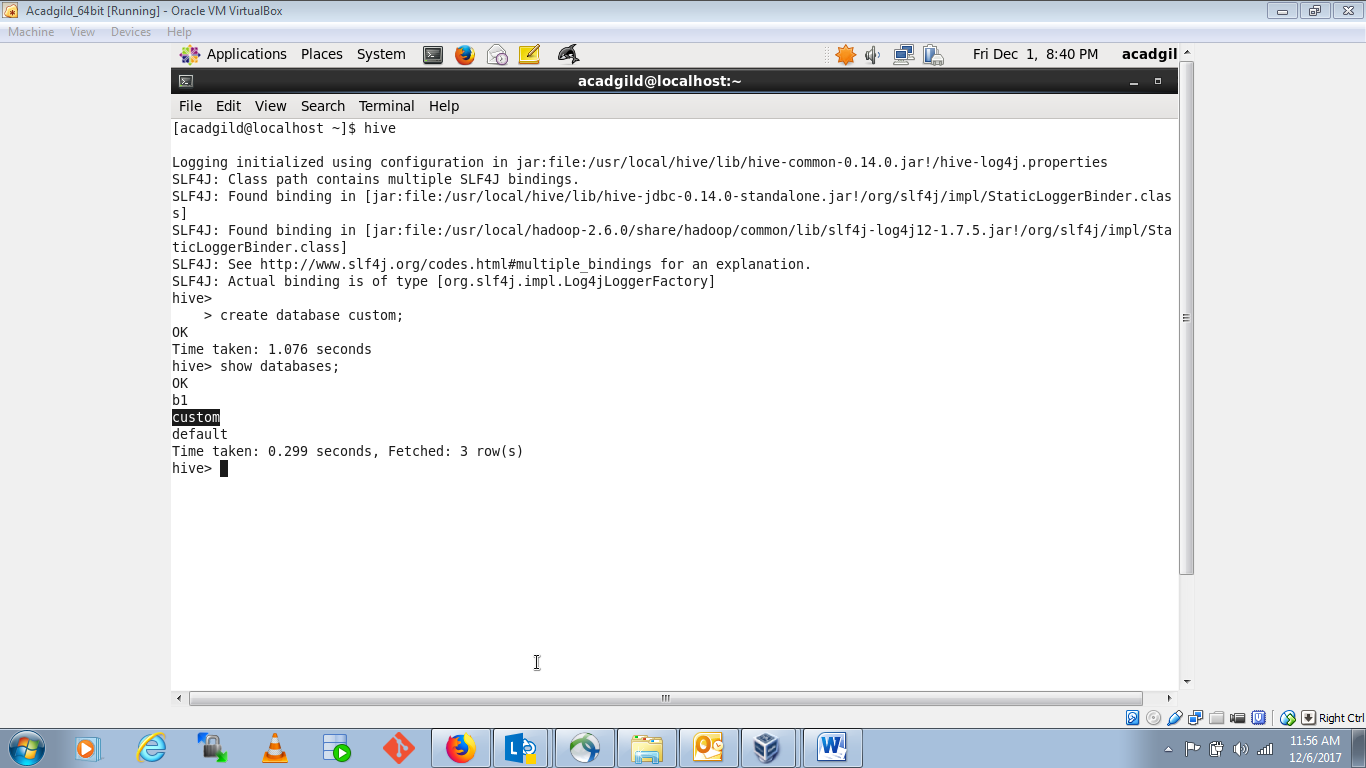 Acadgild_64bit [Running] - Oracle VM VirtualBox
Machine View Devices Help
Applications Places System Fri Dec 1, 8:40 PM acadgil
acadgild@localhost:~
File Edit View Search Terminal Help
[acadgild@localhost ~]$ hive
Logging initialized using configuration in jar:file:/usr/local/hive/lib/hive-common-0.14.0.jar!/hive-log4j.properties
SLF4J: Class path contains multiple SLF4J bindings.
SLF4J: Found binding in [jar:file:/usr/local/hive/lib/hive-jdbc-0.14.0-standalone.jar!/org/slf4j/impl/StaticLoggerBinder.clas
s]
SLF4J: Found binding in [jar:file:/usr/local/hadoop-2.6.0/share/hadoop/common/lib/slf4j-log4j12-1.7.5.jar!/org/slf4j/impl/Sta
ticLoggerBinder.class]
SLF4J: See http://www.slf4j.org/codes.html#multiple_bindings for an explanation.
SLF4J: Actual binding is of type [org.slf4j.impl.Log4jLoggerFactory]
hive>
    > create database custom;
OK
Time taken: 1.076 seconds
hive> show databases;
OK
b1
custom
default
Time taken: 0.299 seconds, Fetched: 3 row(s)
hive>
Right Ctrl
11:56 AM
12/6/2017